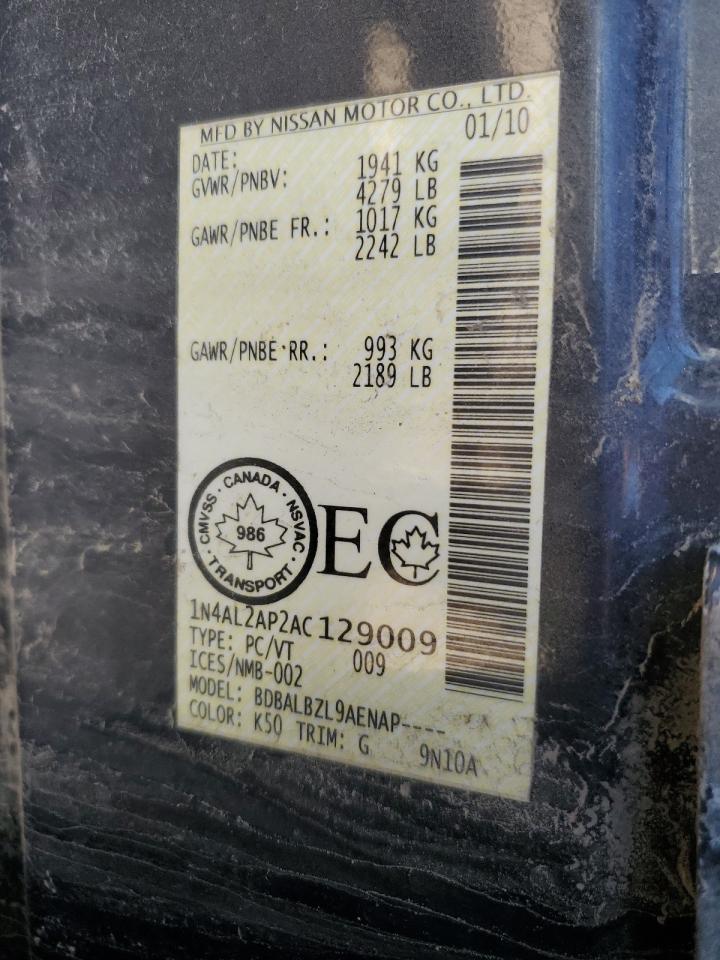 MFD BY NISSAN MOTOR CO., LTD.
DATE: 01/10
GVWR/PNBV: 1941 KG
4279 LB
GAWR/PNBE FR.: 1017 KG
2242 LB
GAWR/PNBE RR.: 993 KG
2189 LB
CMVSS · CANADA · NSVAC · TRANSPORT ·
986
EC
1N4AL2AP2AC129009
TYPE: PC/VT 009
ICES/NMB-002
MODEL: BDBALBZL9AENAP----
COLOR: K50 TRIM: G 9N10A